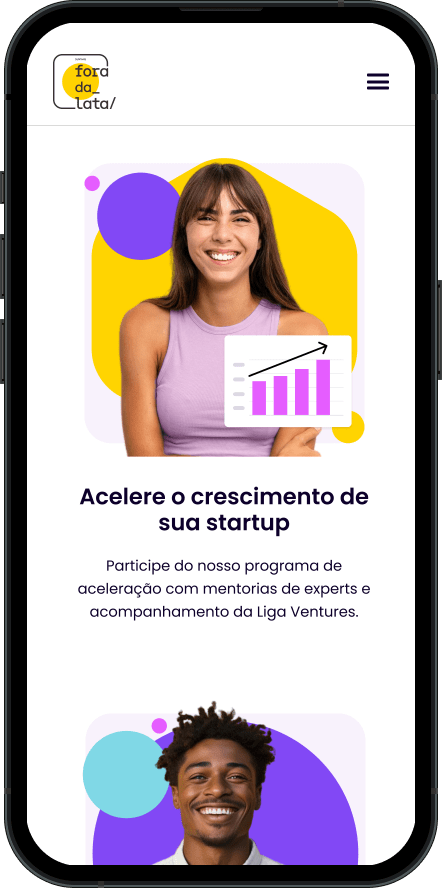 fora
da_
lata/
Acelere o crescimento de
sua startup
Participe do nosso programa de
aceleração com mentorias de experts e
acompanhamento da Liga Ventures.